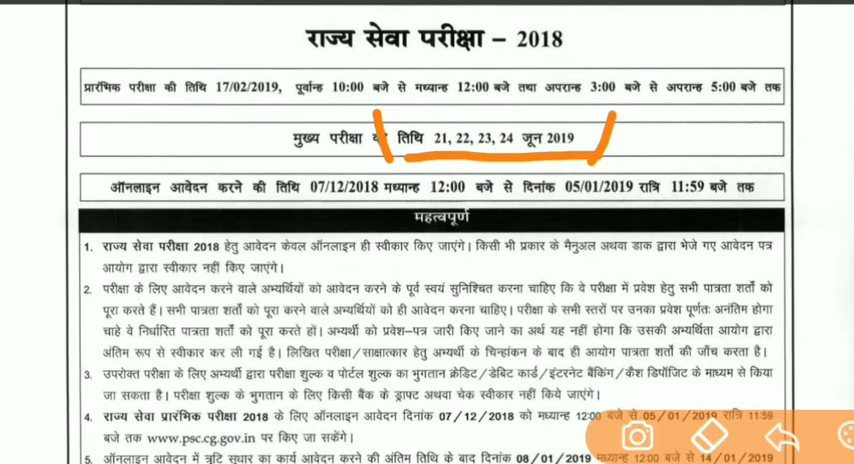 राज्य सेवा परीक्षा – 2018
प्रारंभिक परीक्षा की तिथि 17/02/2019, पूर्वान्ह 10:00 बजे से मध्यान्ह 12:00 बजे तथा अपरान्ह 3:00 बजे से अपरान्ह 5:00 बजे तक
मुख्य परीक्षा की तिथि 21, 22, 23, 24 जून 2019
ऑनलाइन आवेदन करने की तिथि 07/12/2018 मध्यान्ह 12:00 बजे से दिनांक 05/01/2019 रात्रि 11:59 बजे तक
महत्वपूर्ण
1. राज्य सेवा परीक्षा 2018 हेतु आवेदन केवल ऑनलाइन ही स्वीकार किए जाएंगे। किसी भी प्रकार के मैनुअल अथवा डाक द्वारा भेजे गए आवेदन पत्र
आयोग द्वारा स्वीकार नहीं किए जाएंगे।
2. परीक्षा के लिए आवेदन करने वाले अभ्यर्थियों को आवेदन करने के पूर्व स्वयं सुनिश्चित करना चाहिए कि वे परीक्षा में प्रवेश हेतु सभी पात्रता शर्तो को
पूरा करते हैं। सभी पात्रता शर्तो को पूरा करने वाले अभ्यर्थियों को ही आवेदन करना चाहिए। परीक्षा के सभी स्तरों पर उनका प्रवेश पूर्णतः अनंतिम होगा
चाहे वे निर्धारित पात्रता शर्तो को पूरा करते हों। अभ्यर्थी को प्रवेश-पत्र जारी किए जाने का अर्थ यह नहीं होगा कि उसकी अभ्यर्थिता आयोग द्वारा
अंतिम रूप से स्वीकार कर ली गई है। लिखित परीक्षा/साक्षात्कार हेतु अभ्यर्थी के चिन्हांकन के बाद ही आयोग पात्रता शर्तों की जाँच करता है।
3. उपरोक्त परीक्षा के लिए अभ्यर्थी द्वारा परीक्षा शुल्क व पोर्टल शुल्क का भुगतान क्रेडिट/डेबिट कार्ड/इंटरनेट बैंकिंग/कैश डिपॉजिट के माध्यम से किया
जा सकता है। परीक्षा शुल्क के भुगतान के लिए किसी बैंक के ड्राफ्ट अथवा चेक स्वीकार नहीं किये जाएंगे।
4. राज्य सेवा प्रारंभिक परीक्षा 2018 के लिए ऑनलाइन आवेदन दिनांक 07/12/2018 को मध्यान्ह 12:00 बजे से 05/01/2019 रात्रि 11:59
बजे तक www.psc.cg.gov.in पर किए जा सकेंगे।
5. ऑनलाइन आवेदन में त्रुटि सुधार का कार्य आवेदन करने की अंतिम तिथि के बाद दिनांक 08/01/2019 मध्यान्ह 12:00 बजे से 14/01/2019